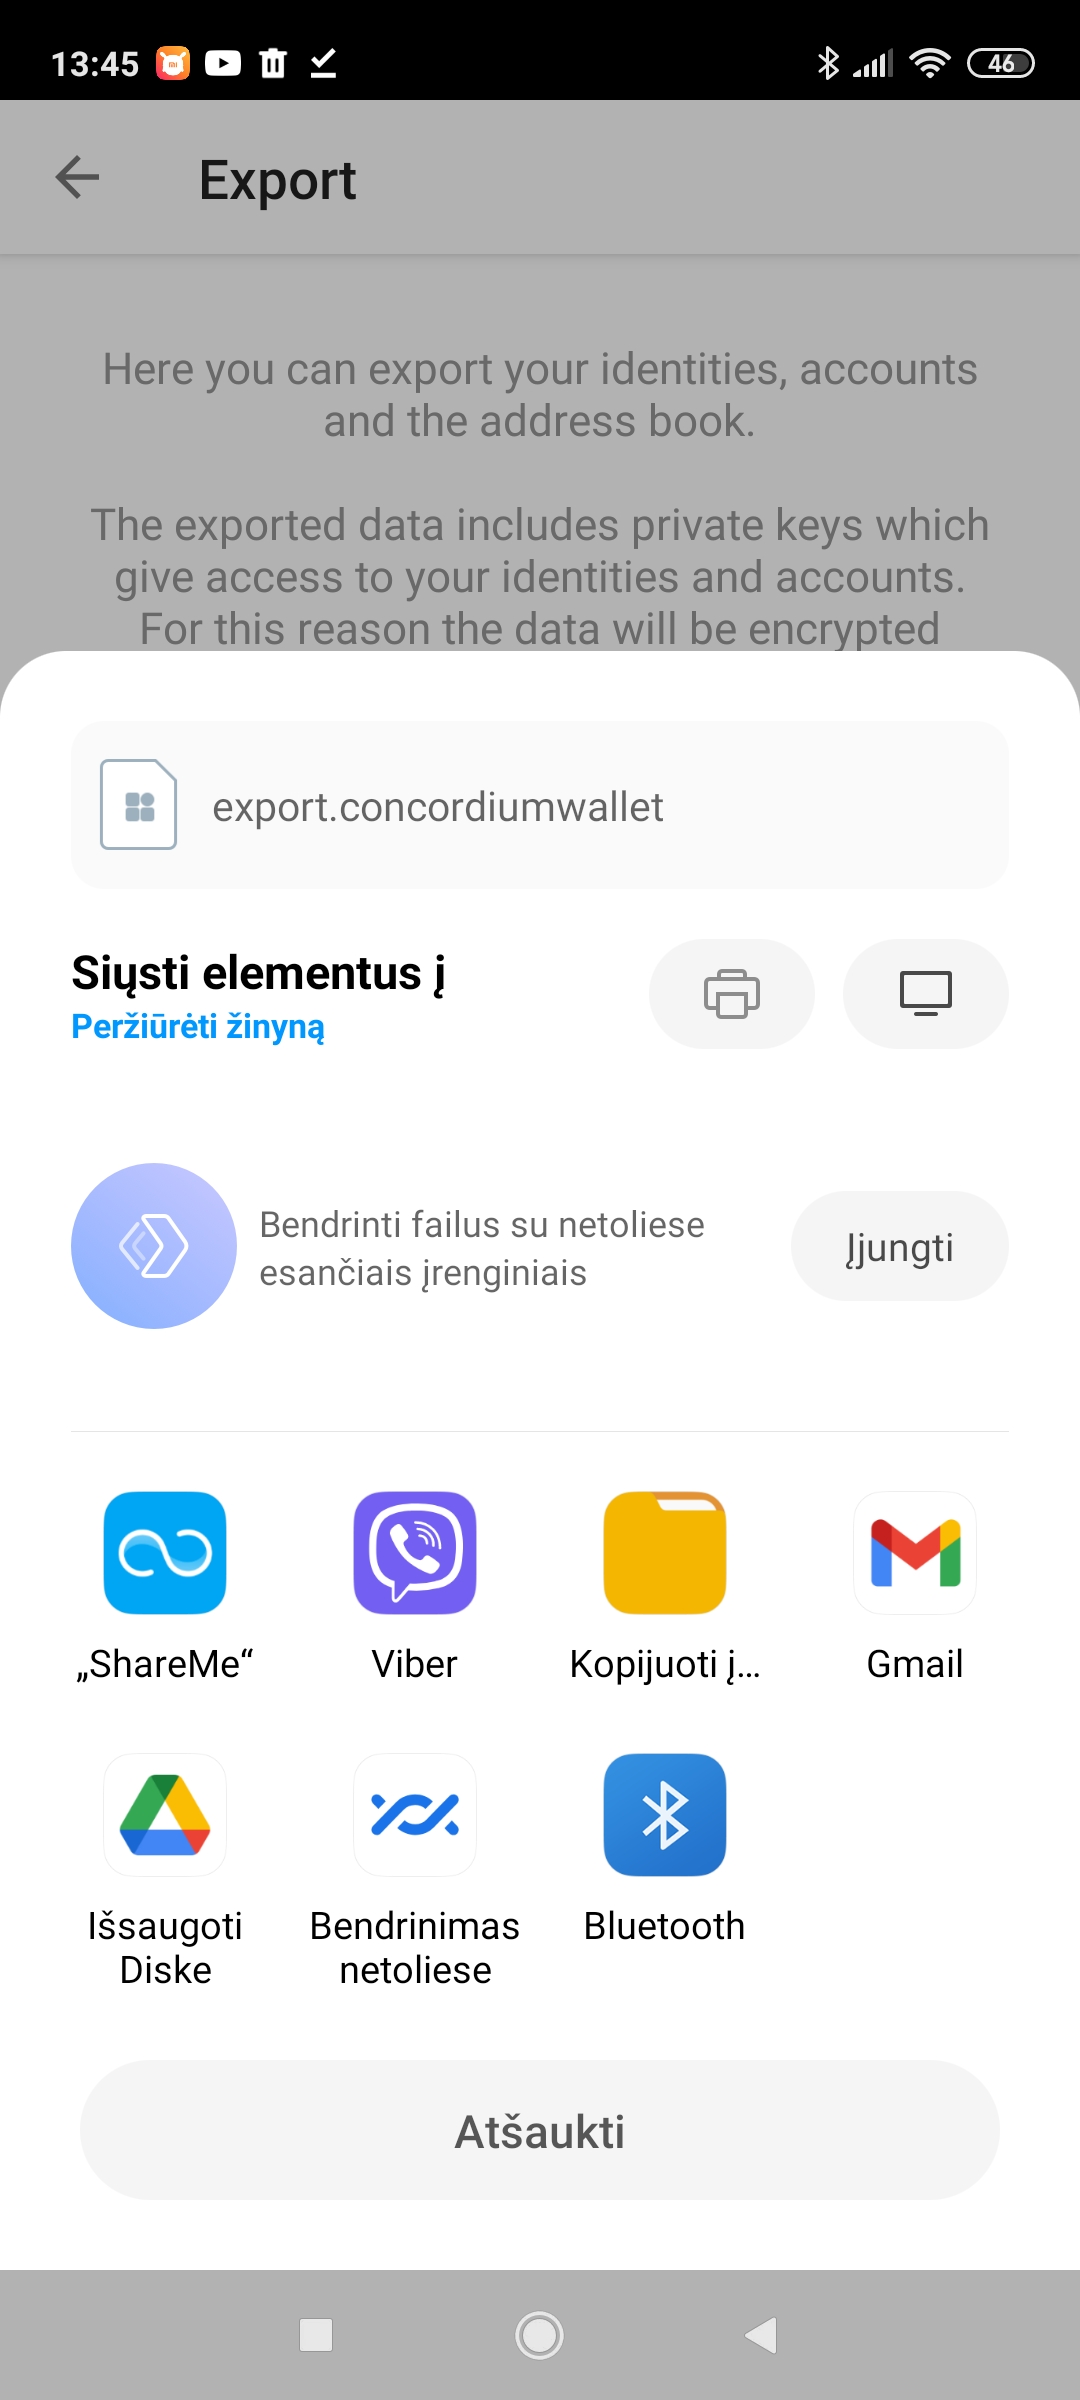 13:45
46
Export
Here you can export your identities, accounts
and the address book.
The exported data includes private keys which
give access to your identities and accounts.
For this reason the data will be encrypted
export.concordiumwallet
Siųsti elementus į
Peržiūrėti žinyną
Bendrinti failus su netoliese
esančiais įrenginiais
Įjungti
„ShareMe“
Viber
Kopijuoti į...
Gmail
Išsaugoti
Diske
Bendrinimas
netoliese
Bluetooth
Atšaukti